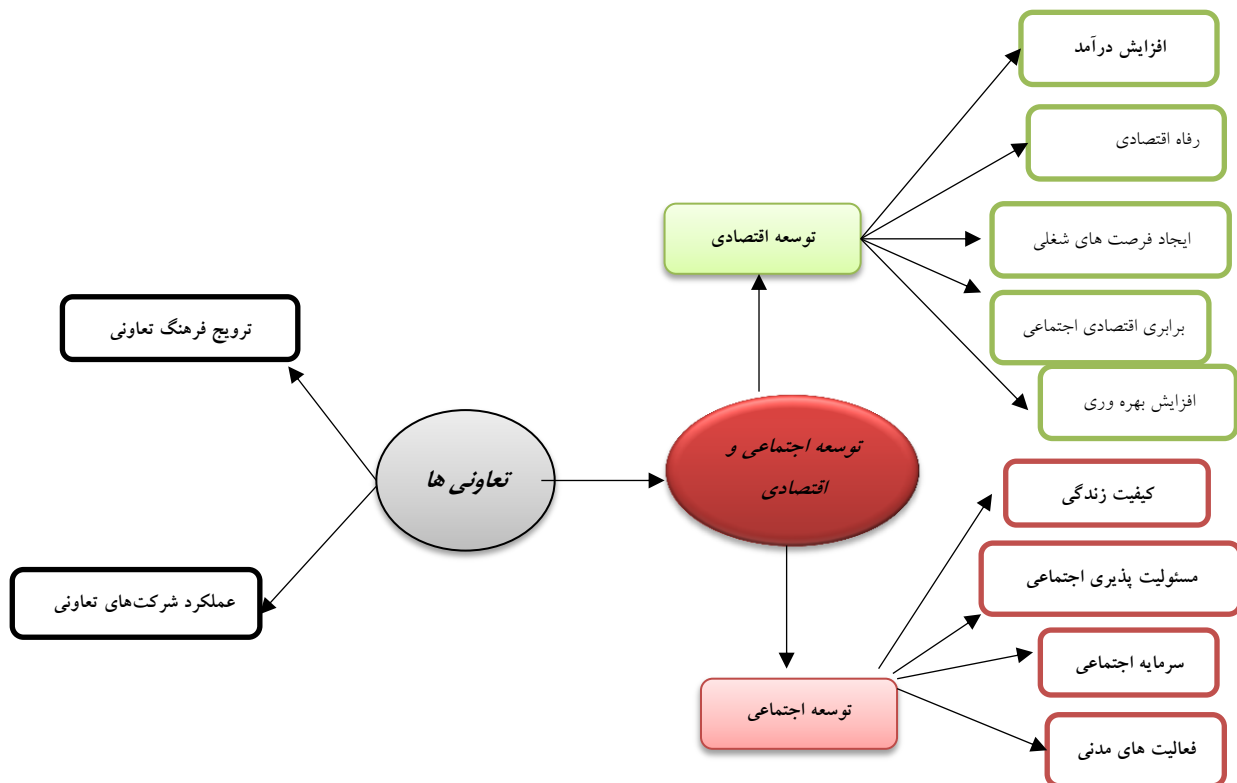 افزایش درآمد
رفاه اقتصادی
توسعه اقتصادی
ایجاد فرصت های شغلی
برابری اقتصادی اجتماعی
افزایش بهره وری
ترویج فرهنگ تعاونی
توسعه اجتماعی و
اقتصادی
تعاونی ها
کیفیت زندگی
مسئولیت پذیری اجتماعی
عملکرد شرکت‌های تعاونی
سرمایه اجتماعی
توسعه اجتماعی
فعالیت های مدنی